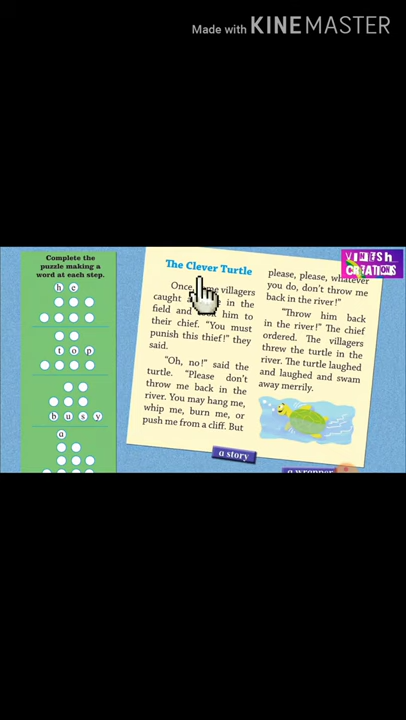 Made with KINEMASTER
VINESH
CREATIONS
Complete the
puzzle making a
word at each step.
h e
t o p
b u s y
a
The Clever Turtle
Once, villagers
caught in the
field and him to
their chief. "You must
punish this thief!" they
said.
"Oh, no!" said the
turtle. "Please don't
throw me back in the
river. You may hang me,
whip me, burn me, or
push me from a cliff. But
please, please, whatever
you do, don't throw me
back in the river!"
"Throw him back
in the river!" The chief
ordered. The villagers
threw the turtle in the
river. The turtle laughed
and laughed and swam
away merrily.
a story
a wrapper